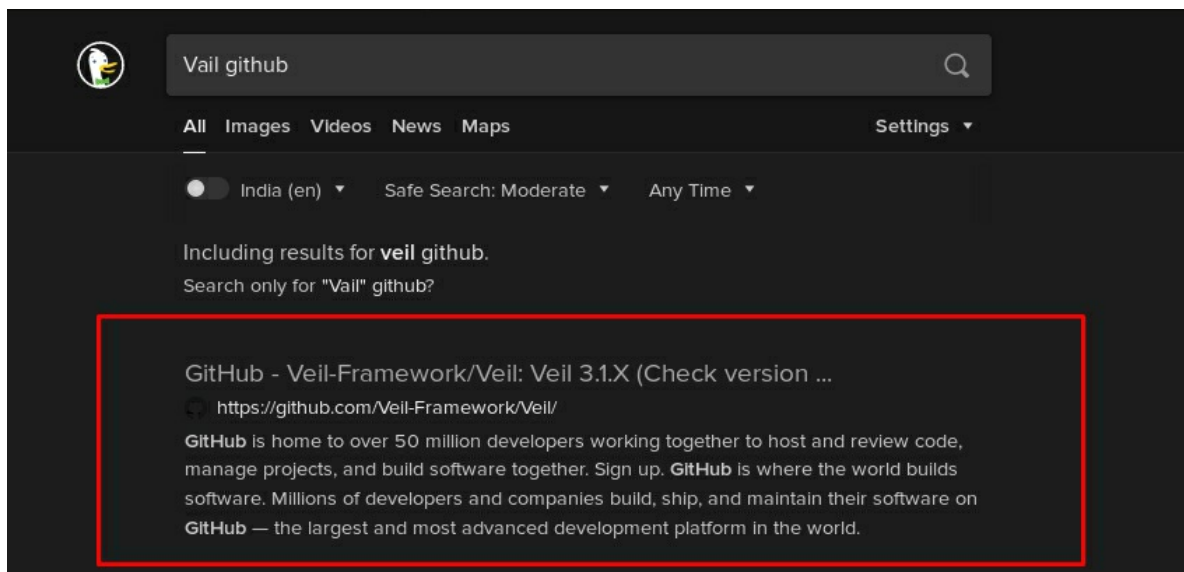 Vail github
All Images Videos News Maps Settings
India (en) Safe Search: Moderate Any Time
Including results for veil github.
Search only for "Vail" github?
GitHub - Veil-Framework/Veil: Veil 3.1.X (Check version ...
https://github.com/Veil-Framework/Veil/
GitHub is home to over 50 million developers working together to host and review code,
manage projects, and build software together. Sign up. GitHub is where the world builds
software. Millions of developers and companies build, ship, and maintain their software on
GitHub — the largest and most advanced development platform in the world.